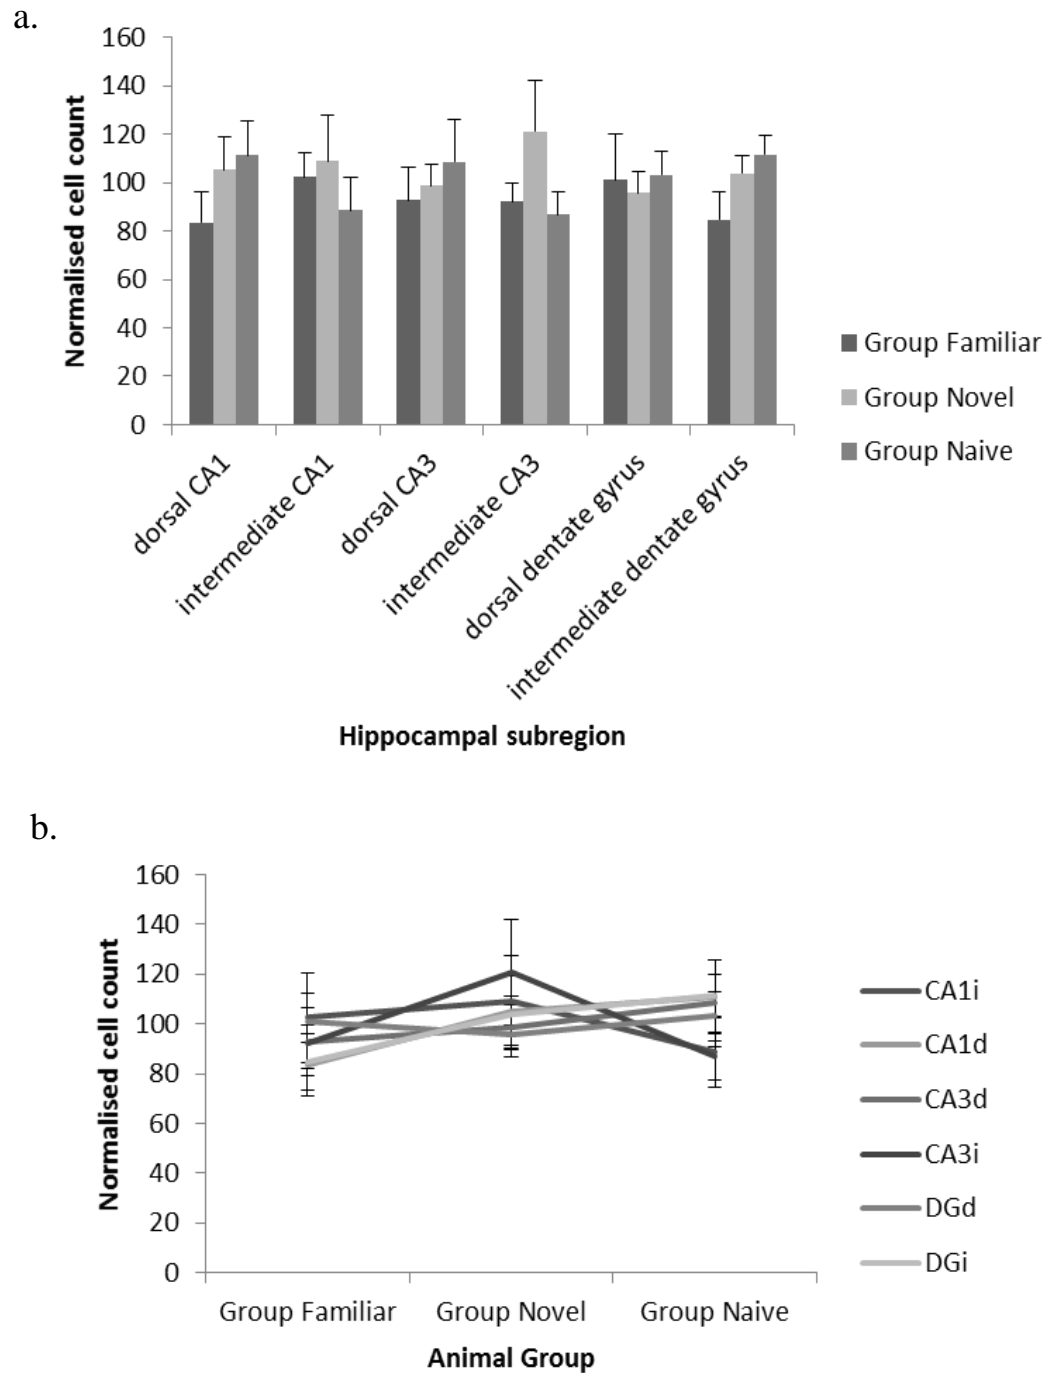 a.
160
140
120
100
80
60
40
20
0
Normalised cell count
dorsal CA1
intermediate CA1
dorsal CA3
intermediate CA3
dorsal dentate gyrus
intermediate dentate gyrus
Hippocampal subregion
Group Familiar
Group Novel
Group Naive
b.
160
140
120
100
80
60
40
20
0
Normalised cell count
Group Familiar
Group Novel
Group Naive
Animal Group
CA1i
CA1d
CA3d
CA3i
DGd
DGi